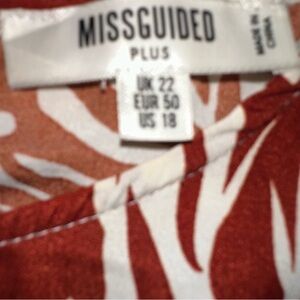 MISSGUIDED
PLUS
MADE IN
CHINA
UK 22
EUR 50
US 18